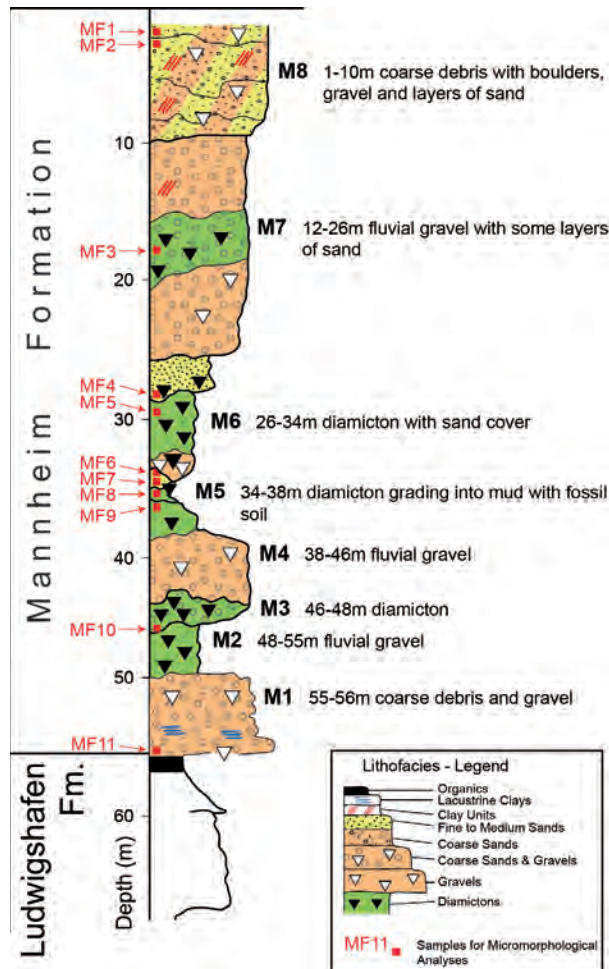 MF1
MF2
M8 1-10m coarse debris with boulders,
gravel and layers of sand
10
Mannheim Formation
M7 12-26m fluvial gravel with some layers
of sand
MF3
20
MF4
MF5
30
M6 26-34m diamicton with sand cover
MF6
MF7
MF8
MF9
M5 34-38m diamicton grading into mud with fossil
soil
40
M4 38-46m fluvial gravel
M3 46-48m diamicton
MF10
M2 48-55m fluvial gravel
50
M1 55-56m coarse debris and gravel
MF11
Ludwigshafen
Fm.
60
Depth (m)
Lithofacies - Legend
Organics
Lacustrine Clays
Clay Units
Fine to Medium Sands
Coarse Sands
Coarse Sands & Gravels
Gravels
Diamictons
MF11 Samples for Micromorphological
Analyses